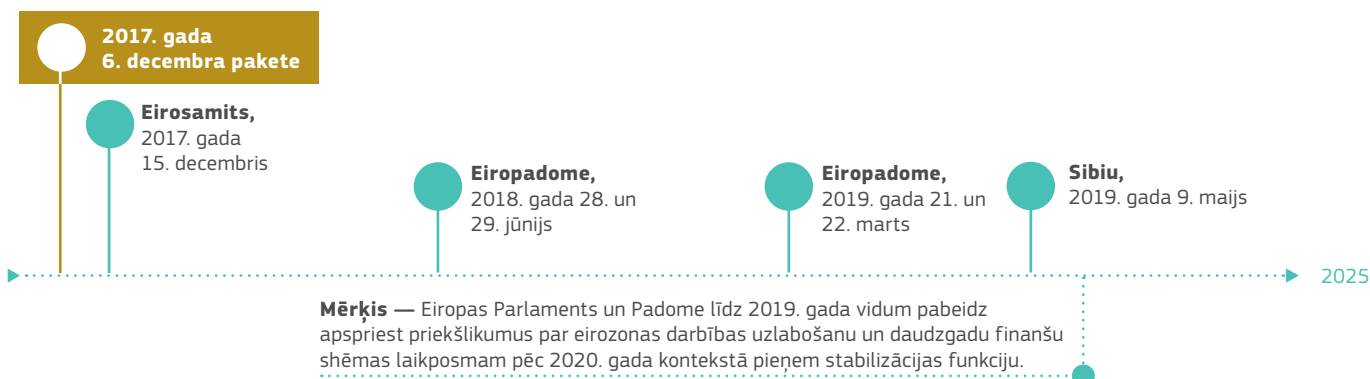 2017. gada
6. decembra pakete
Eirosamits,
2017. gada
15. decembris
Eiropadome,
2018. gada 28. un
29. jūnijs
Eiropadome,
2019. gada 21. un
22. marts
Sibiu,
2019. gada 9. maijs
2025
Mērķis — Eiropas Parlaments un Padome līdz 2019. gada vidum pabeidz
apspriest priekšlikumus par eirozonas darbības uzlabošanu un daudzgadu finanšu
shēmas laikposmam pēc 2020. gada kontekstā pieņem stabilizācijas funkciju.